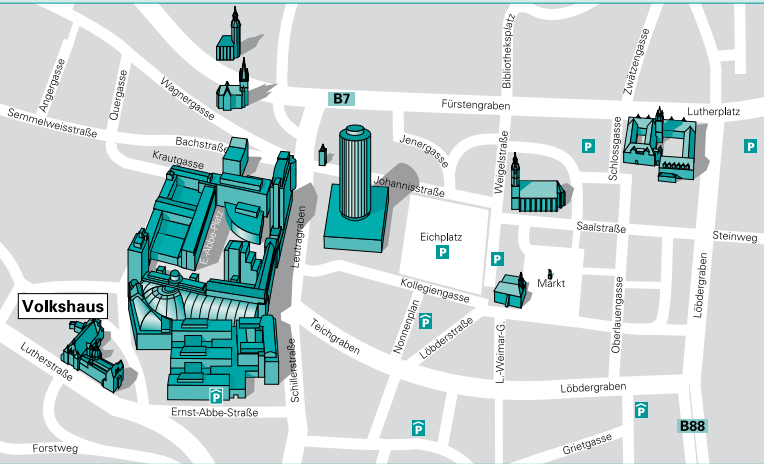 Bibliotheksplatz
Zwätzengasse
Angergasse
Quergasse
Wagnergasse
B7
Fürstengraben
Lutherplatz
Semmelweisstraße
Bachstraße
Jenergasse
Weigelstraße
P
Schlossgasse
P
Krautgasse
Johannisstraße
E.-Abbe-Platz
Leutragraben
Eichplatz
P
P
Saalstraße
Steinweg
Markt
Kollegiengasse
Löbdergraben
Oberlauengasse
Volkshaus
Teichgraben
Nonnenplan
P
Löbderstraße
L.-Weimar-G.
Lutherstraße
Schillerstraße
P
Löbdergraben
Ernst-Abbe-Straße
P
P
B88
Grietgasse
Forstweg